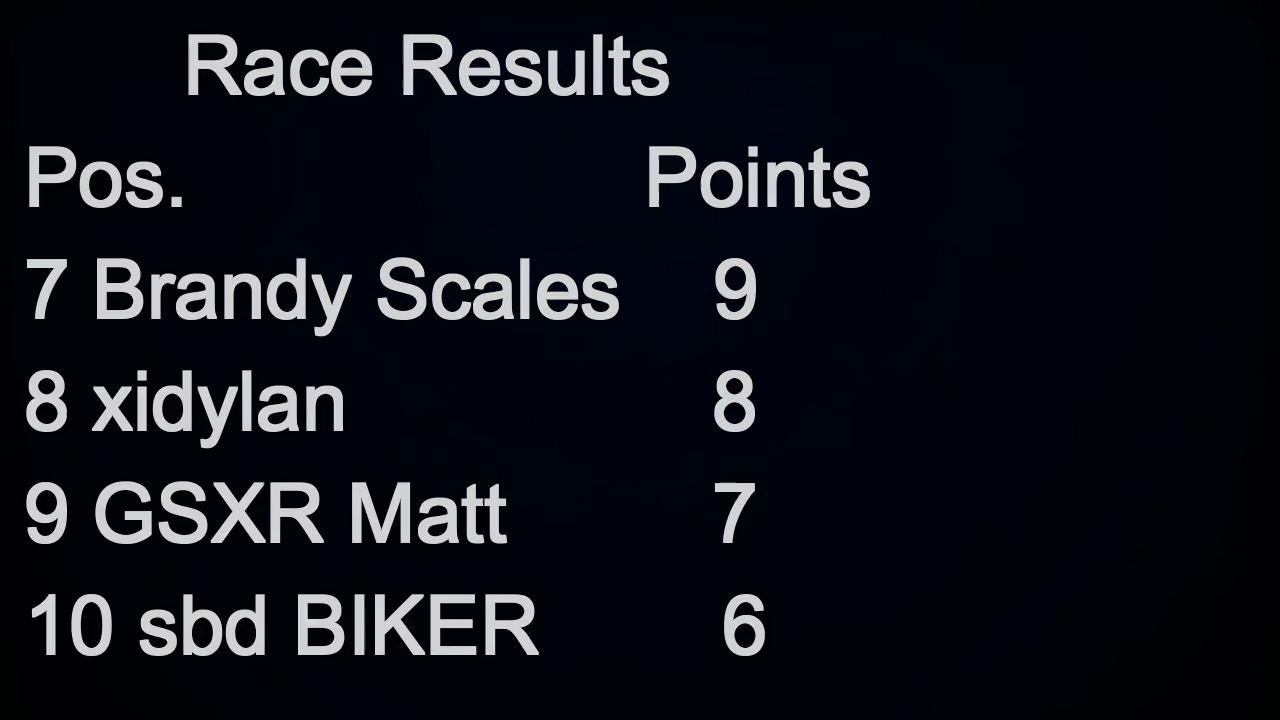 Race Results
Pos. Points
7 Brandy Scales 9
8 xidylan 8
9 GSXR Matt 7
10 sbd BIKER 6